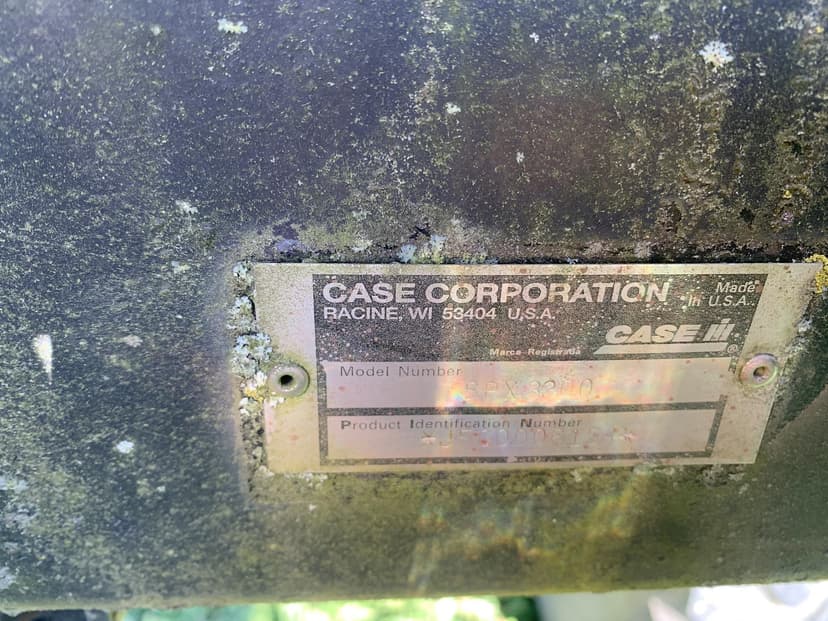 CASE CORPORATION
RACINE, WI 53404 U.S.A.
Made
in U.S.A.
CASE IH
Marca Registrada
Model Number
Product Identification Number